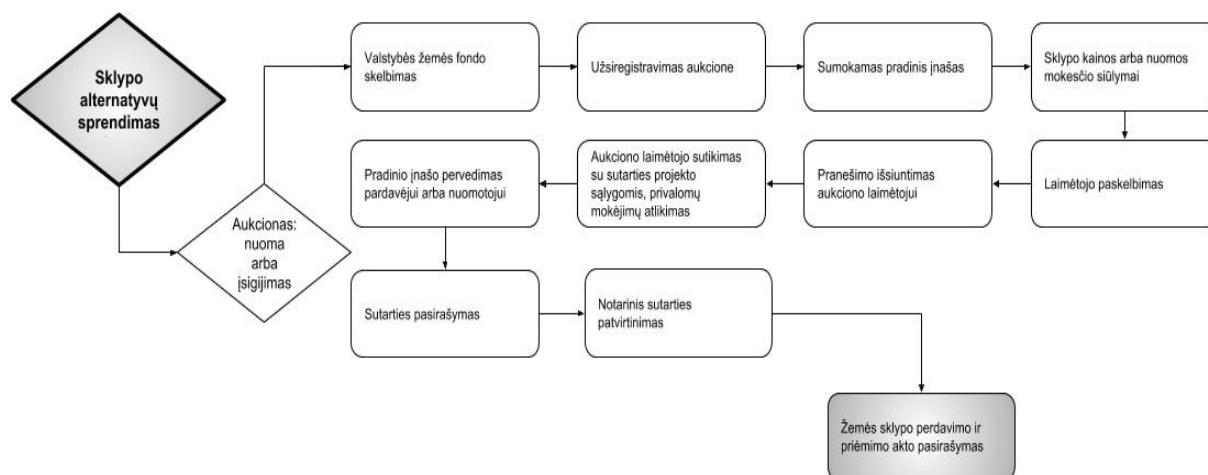 Sklypo
alternatyvų
sprendimas
Aukcionas:
nuoma
arba
įsigijimas
Valstybės žemės fondo
skelbimas
Užsiregistravimas aukcione
Sumokamas pradinis įnašas
Sklypo kainos arba nuomos
mokesčio siūlymai
Laimėtojo paskelbimas
Pranešimo išsiuntimas
aukciono laimėtojui
Aukciono laimėtojo sutikimas
su sutarties projekto
sąlygomis, privalomų
mokėjimų atlikimas
Pradinio įnašo pervedimas
pardavėjui arba nuomotojui
Sutarties pasirašymas
Notarinis sutarties
patvirtinimas
Žemės sklypo perdavimo ir
priėmimo akto pasirašymas